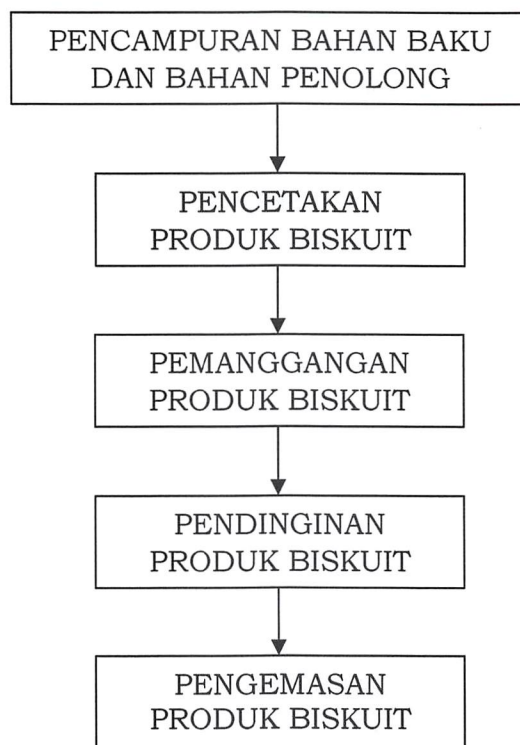 PENCAMPURAN BAHAN BAKU
DAN BAHAN PENOLONG
PENCETAKAN
PRODUK BISKUIT
PEMANGGANGAN
PRODUK BISKUIT
PENDINGINAN
PRODUK BISKUIT
PENGEMASAN
PRODUK BISKUIT